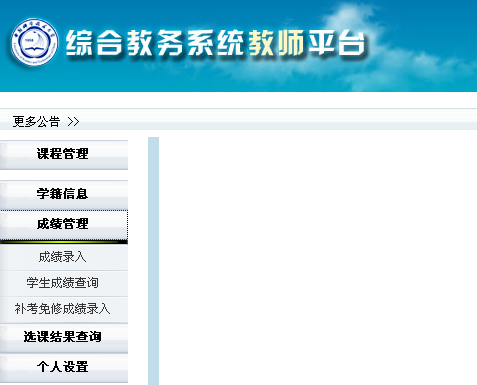 综合教务系统教师平台
更多公告 >>
课程管理
学籍信息
成绩管理
成绩录入
学生成绩查询
补考免修成绩录入
选课结果查询
个人设置